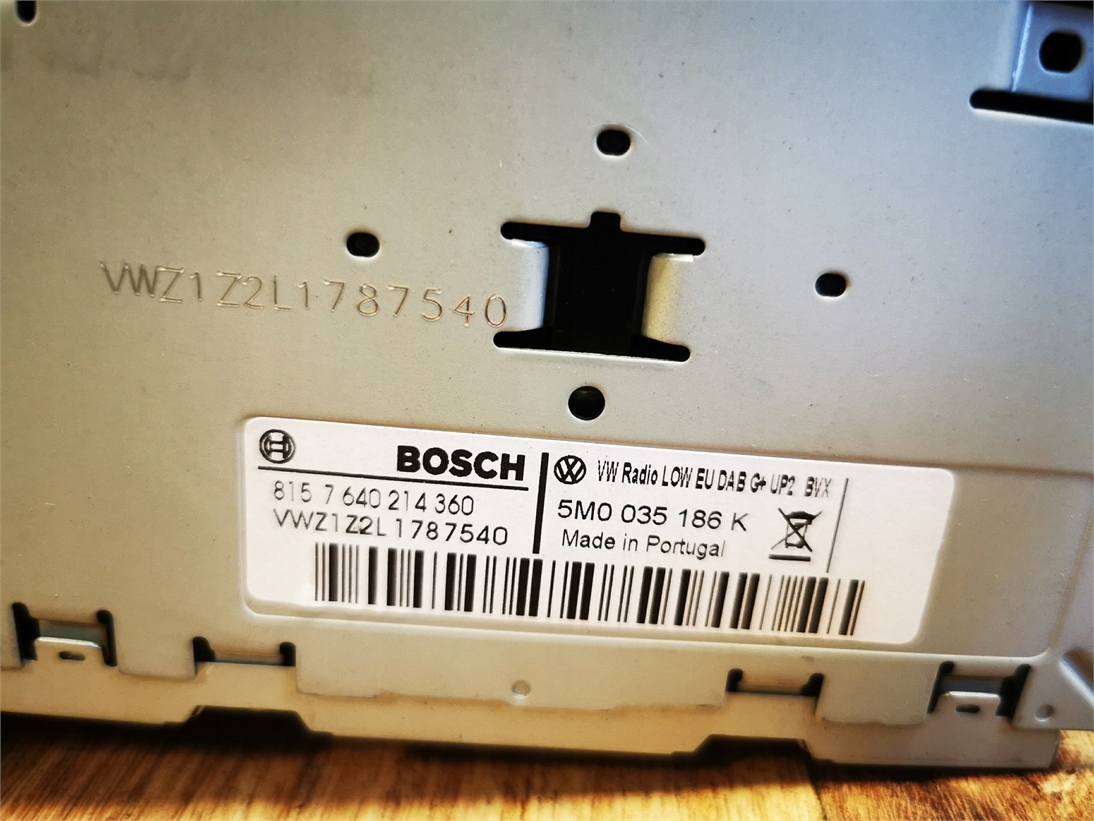 VWZ1Z2L1787540
BOSCH
815 7 640 214 360
VWZ1Z2L1787540
VW Radio LOW EU DAB G+ UP2 BVX
5M0 035 186 K
Made in Portugal